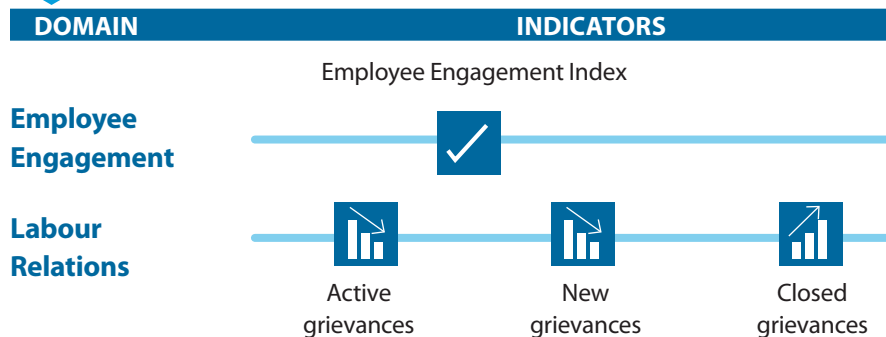 DOMAIN INDICATORS
Employee Engagement Index
Employee
Engagement
Labour
Relations
Active New Closed
grievances grievances grievances